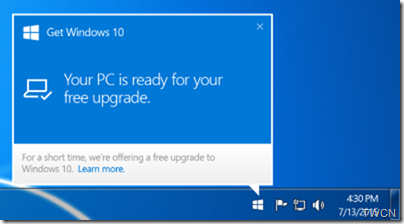 Get Windows 10
Your PC is ready for your
free upgrade.
For a short time, we're offering a free upgrade to
Windows 10. Learn more.
4:30 PM
7/13/2015
TWCN